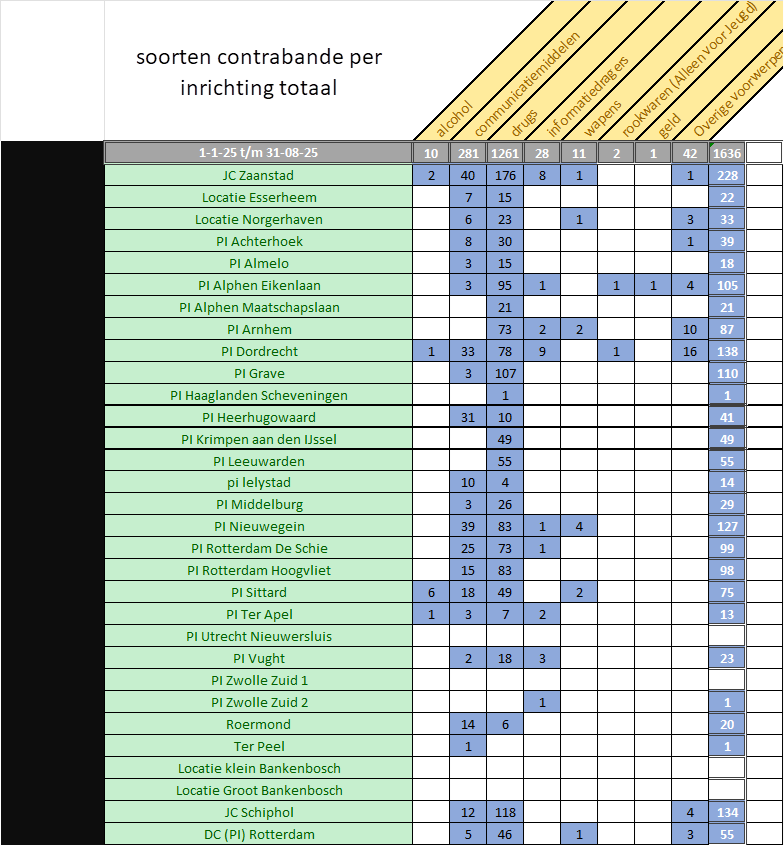 soorten contrabande per
inrichting totaal
alcohol
communicatiemiddelen
drugs
informatiedragers
wapens
rookwaren (Alleen voor Jeugd)
geld
Overige voorwerpen
1-1-25 t/m 31-08-25 10 281 1261 28 11 2 1 42 1636
JC Zaanstad 2 40 176 8 1 1 228
Locatie Esserheem 7 15 22
Locatie Norgerhaven 6 23 1 3 33
PI Achterhoek 8 30 1 39
PI Almelo 3 15 18
PI Alphen Eikenlaan 3 95 1 1 1 4 105
PI Alphen Maatschapslaan 21 21
PI Arnhem 73 2 2 10 87
PI Dordrecht 1 33 78 9 1 16 138
PI Grave 3 107 110
PI Haaglanden Scheveningen 1 1
PI Heerhugowaard 31 10 41
PI Krimpen aan den IJssel 49 49
PI Leeuwarden 55 55
pi lelystad 10 4 14
PI Middelburg 3 26 29
PI Nieuwegein 39 83 1 4 127
PI Rotterdam De Schie 25 73 1 99
PI Rotterdam Hoogvliet 15 83 98
PI Sittard 6 18 49 2 75
PI Ter Apel 1 3 7 2 13
PI Utrecht Nieuwersluis
PI Vught 2 18 3 23
PI Zwolle Zuid 1
PI Zwolle Zuid 2 1 1
Roermond 14 6 20
Ter Peel 1 1
Locatie klein Bankenbosch
Locatie Groot Bankenbosch
JC Schiphol 12 118 4 134
DC (PI) Rotterdam 5 46 1 3 55